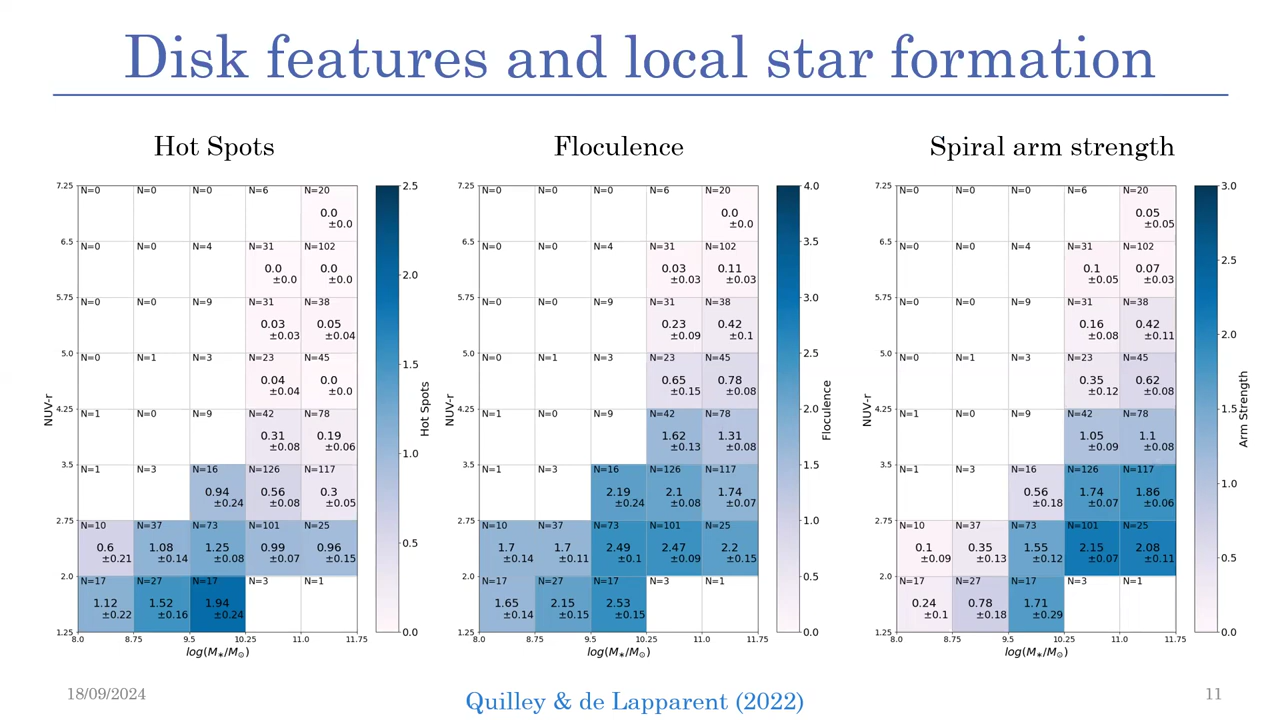 Disk features and local star formation
Hot Spots
7.25 N=0 N=0 N=0 N=6 N=20 2.5
0.0
±0.0
6.5 N=0 N=0 N=4 N=31 N=102
0.0 0.0
±0.0 ±0.0
2.0
5.75 N=0 N=0 N=9 N=31 N=38
0.03 0.05
±0.03 ±0.04
5.0 N=0 N=1 N=3 N=23 N=45
1.5
0.04 0.0
±0.04 ±0.0
4.25 N=1 N=0 N=9 N=42 N=78
0.31 0.19
±0.08 ±0.06
1.0
3.5 N=1 N=3 N=16 N=126 N=117
0.94 0.56 0.3
±0.24 ±0.08 ±0.05
2.75 N=10 N=37 N=73 N=101 N=25
0.5
0.6 1.08 1.25 0.99 0.96
±0.21 ±0.14 ±0.08 ±0.07 ±0.15
2.0 N=17 N=27 N=17 N=3 N=1
1.12 1.52 1.94
±0.22 ±0.16 ±0.24
1.25 0.0
8.0 8.75 9.5 10.25 11.0 11.75
NUV-r
log(M∗/M⊙)
Hot Spots
Floculence
7.25 N=0 N=0 N=0 N=6 N=20 4.0
0.0
±0.0
3.5
6.5 N=0 N=0 N=4 N=31 N=102
0.03 0.11
±0.03 ±0.03
5.75 N=0 N=0 N=9 N=31 N=38 3.0
0.23 0.42
±0.09 ±0.1
5.0 N=0 N=1 N=3 N=23 N=45 2.5
0.65 0.78
±0.15 ±0.08
4.25 N=1 N=0 N=9 N=42 N=78 2.0
1.62 1.31
±0.13 ±0.08
3.5 N=1 N=3 N=16 N=126 N=117 1.5
2.19 2.1 1.74
±0.24 ±0.08 ±0.07
2.75 N=10 N=37 N=73 N=101 N=25 1.0
1.7 1.7 2.49 2.47 2.2
±0.14 ±0.11 ±0.1 ±0.09 ±0.15
2.0 N=17 N=27 N=17 N=3 N=1 0.5
1.65 2.15 2.53
±0.14 ±0.15 ±0.15
1.25 0.0
8.0 8.75 9.5 10.25 11.0 11.75
NUV-r
log(M∗/M⊙)
Floculence
Spiral arm strength
7.25 N=0 N=0 N=0 N=6 N=20 3.0
0.05
±0.05
6.5 N=0 N=0 N=4 N=31 N=102
2.5
0.1 0.07
±0.05 ±0.03
5.75 N=0 N=0 N=9 N=31 N=38
0.16 0.42
±0.08 ±0.11
2.0
5.0 N=0 N=1 N=3 N=23 N=45
0.35 0.62
±0.12 ±0.08
4.25 N=1 N=0 N=9 N=42 N=78 1.5
1.05 1.1
±0.09 ±0.08
3.5 N=1 N=3 N=16 N=126 N=117
1.0
0.56 1.74 1.86
±0.18 ±0.07 ±0.06
2.75 N=10 N=37 N=73 N=101 N=25
0.1 0.35 1.55 2.15 2.08
±0.09 ±0.13 ±0.12 ±0.07 ±0.11
0.5
2.0 N=17 N=27 N=17 N=3 N=1
0.24 0.78 1.71
±0.1 ±0.18 ±0.29
1.25 0.0
8.0 8.75 9.5 10.25 11.0 11.75
NUV-r
log(M∗/M⊙)
Arm Strength
18/09/2024
Quilley & de Lapparent (2022)
11